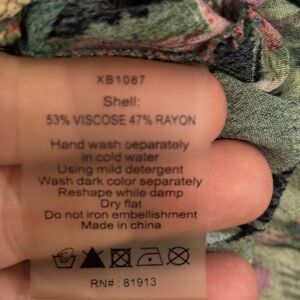 XB1087
Shell:
53% VISCOSE 47% RAYON
Hand wash separately
in cold water
Using mild detergent
Wash dark color separately
Reshape while damp
Dry flat
Do not iron embellishment
Made in china
RN# : 81913